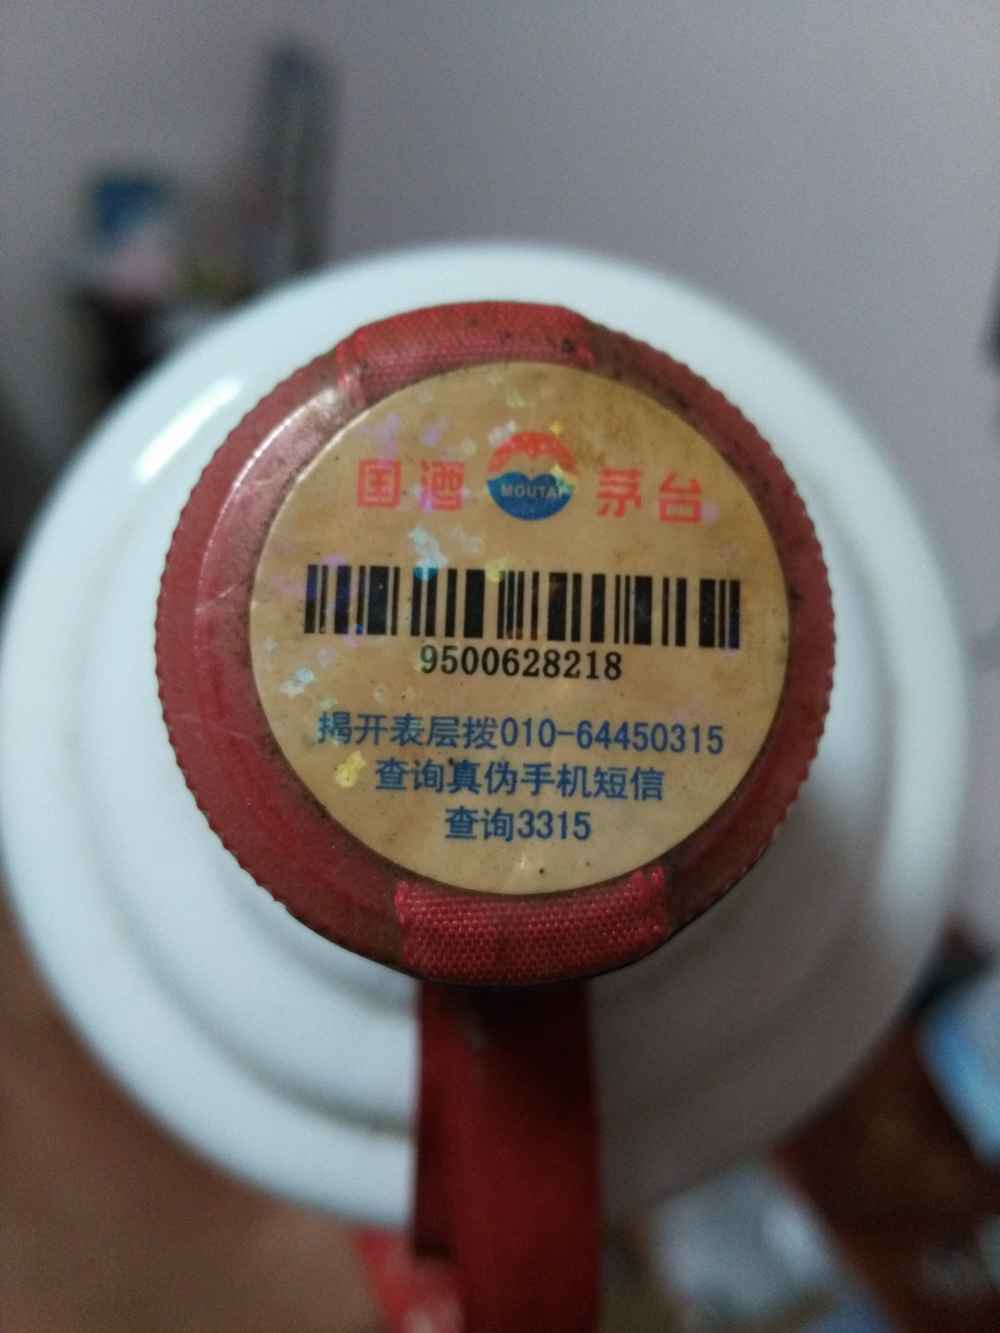 国酒 MOUTAI 茅台
9500628218
揭开表层拨010-64450315
查询真伪手机短信
查询3315